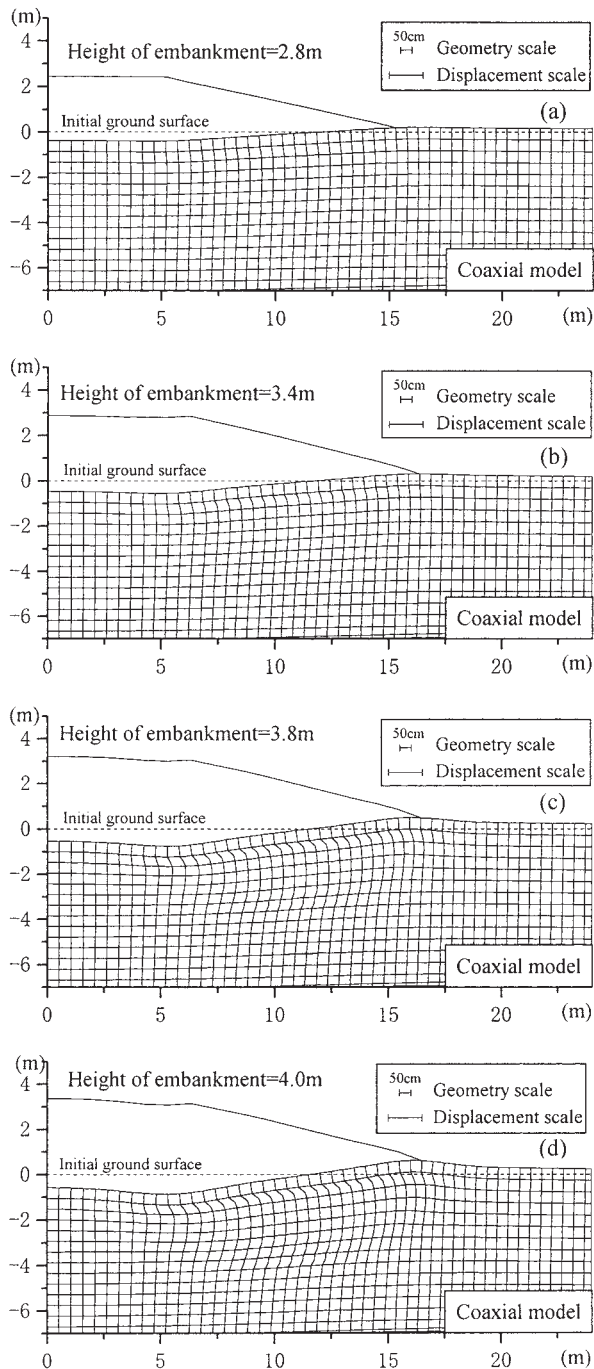 (m)
4
2
0
−2
−4
−6
Height of embankment=2.8m
50cm
Geometry scale
Displacement scale
(a)
Initial ground surface
Coaxial model
0 5 10 15 20 (m)
(m)
4
2
0
−2
−4
−6
Height of embankment=3.4m
50cm
Geometry scale
Displacement scale
(b)
Initial ground surface
Coaxial model
0 5 10 15 20 (m)
(m)
4
2
0
−2
−4
−6
Height of embankment=3.8m
50cm
Geometry scale
Displacement scale
(c)
Initial ground surface
Coaxial model
0 5 10 15 20 (m)
(m)
4
2
0
−2
−4
−6
Height of embankment=4.0m
50cm
Geometry scale
Displacement scale
(d)
Initial ground surface
Coaxial model
0 5 10 15 20 (m)